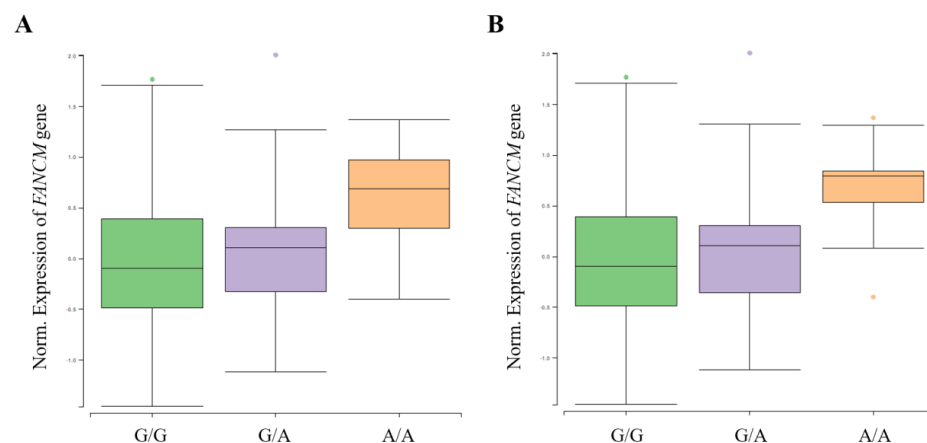 A
Norm. Expression of FANCM gene
2.0
1.5
1.0
0.5
0.0
-0.5
-1.0
G/G G/A A/A
B
Norm. Expression of FANCM gene
2.0
1.5
1.0
0.5
0.0
-0.5
-1.0
G/G G/A A/A